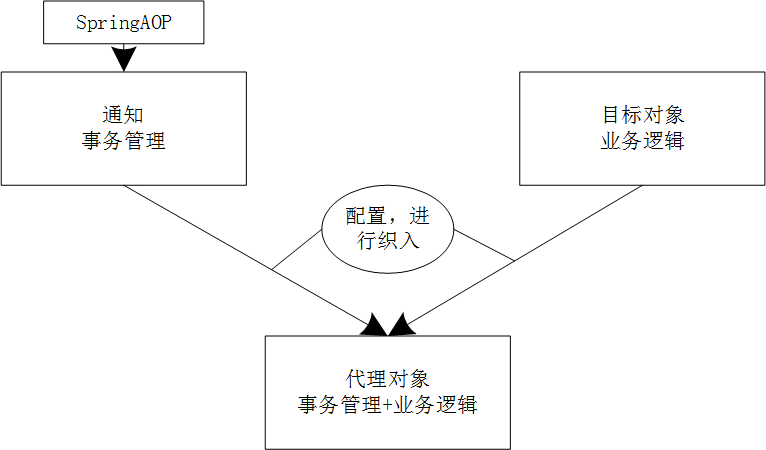 SpringAOP
通知
事务管理
目标对象
业务逻辑
配置，进
行织入
代理对象
事务管理+业务逻辑